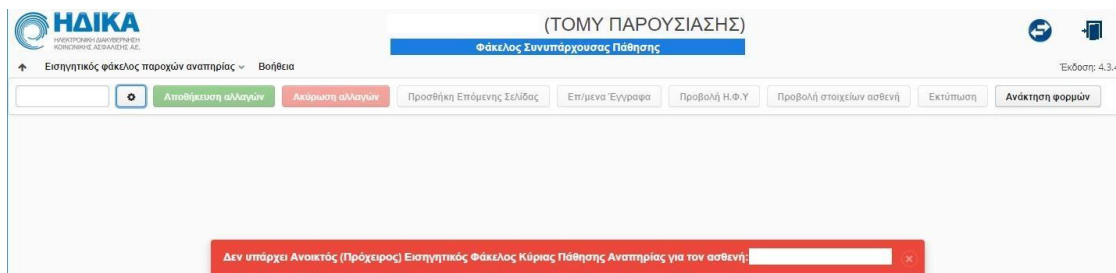 ΗΔΙΚΑ
ΗΛΕΚΤΡΟΝΙΚΗ ΔΙΑΚΥΒΕΡΝΗΣΗ
ΚΟΙΝΩΝΙΚΗΣ ΑΣΦΑΛΙΣΗΣ ΑΕ.
(ΤΟΜΥ ΠΑΡΟΥΣΙΑΣΗΣ)
Φάκελος Συνυπάρχουσας Πάθησης
Εισηγητικός φάκελος παροχών αναπηρίας Βοήθεια Έκδοση: 4.3.4
Αποθήκευση αλλαγών Ακύρωση αλλαγών Προσθήκη Επόμενης Σελίδας Επ/μενα Έγγραφα Προβολή Η.Φ.Υ Προβολή στοιχείων ασθενή Εκτύπωση Ανάκτηση φορμών
Δεν υπάρχει Ανοικτός (Πρόχειρος) Εισηγητικός Φάκελος Κύριας Πάθησης Αναπηρίας για τον ασθενή: